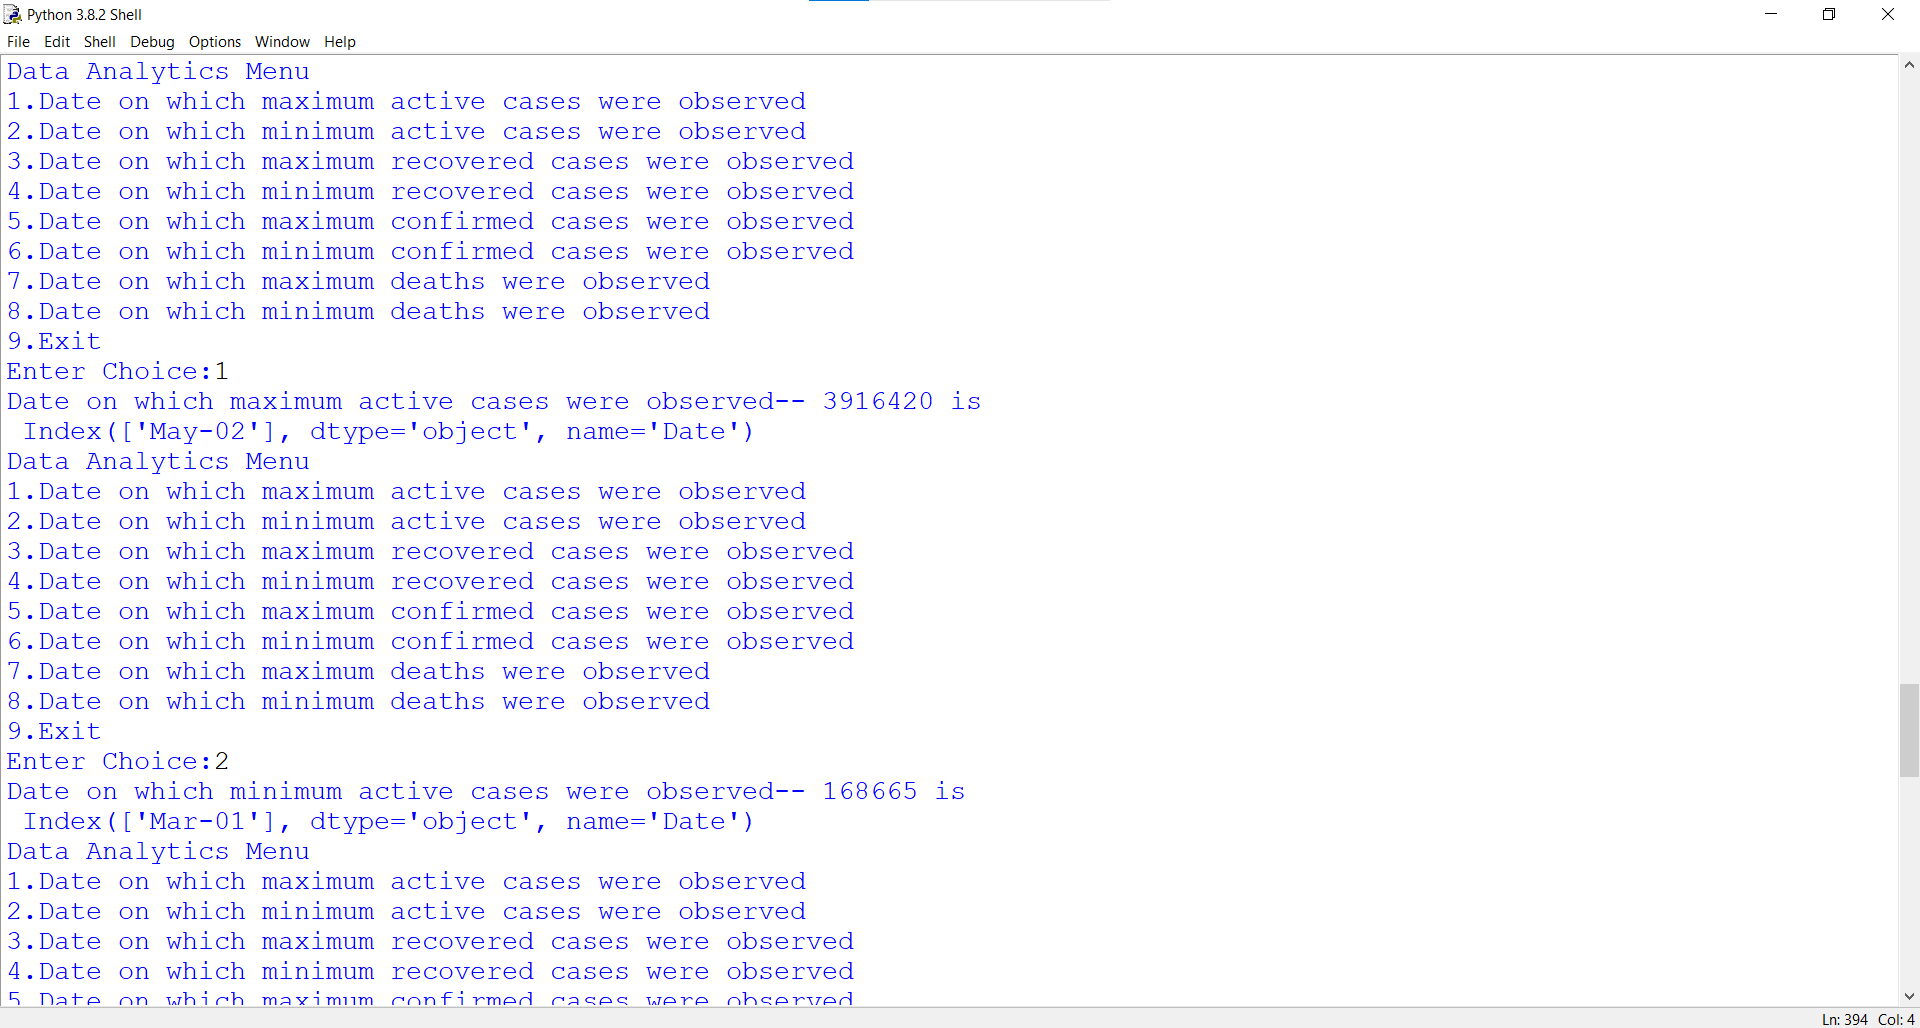 Python 3.8.2 Shell
File Edit Shell Debug Options Window Help
Data Analytics Menu
1.Date on which maximum active cases were observed
2.Date on which minimum active cases were observed
3.Date on which maximum recovered cases were observed
4.Date on which minimum recovered cases were observed
5.Date on which maximum confirmed cases were observed
6.Date on which minimum confirmed cases were observed
7.Date on which maximum deaths were observed
8.Date on which minimum deaths were observed
9.Exit
Enter Choice:1
Date on which maximum active cases were observed-- 3916420 is
 Index(['May-02'], dtype='object', name='Date')
Data Analytics Menu
1.Date on which maximum active cases were observed
2.Date on which minimum active cases were observed
3.Date on which maximum recovered cases were observed
4.Date on which minimum recovered cases were observed
5.Date on which maximum confirmed cases were observed
6.Date on which minimum confirmed cases were observed
7.Date on which maximum deaths were observed
8.Date on which minimum deaths were observed
9.Exit
Enter Choice:2
Date on which minimum active cases were observed-- 168665 is
 Index(['Mar-01'], dtype='object', name='Date')
Data Analytics Menu
1.Date on which maximum active cases were observed
2.Date on which minimum active cases were observed
3.Date on which maximum recovered cases were observed
4.Date on which minimum recovered cases were observed
5.Date on which maximum confirmed cases were observed
Ln: 394 Col: 4